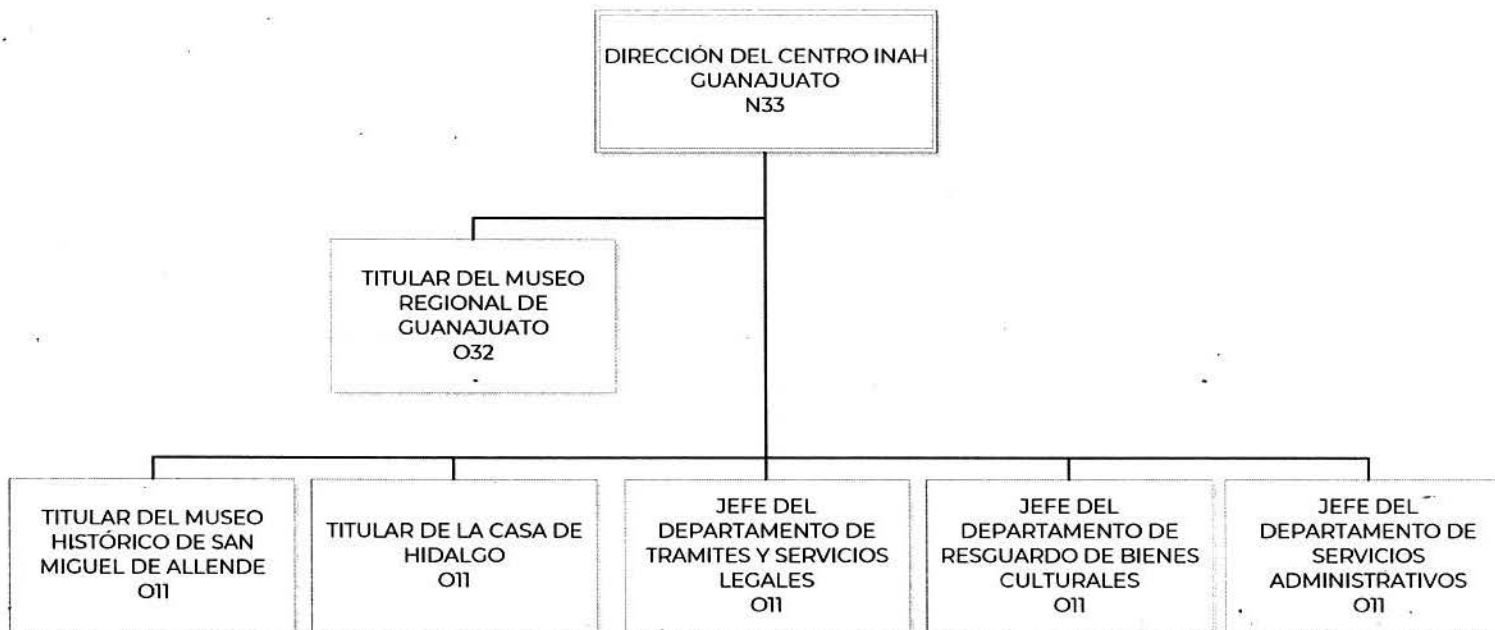 DIRECCIÓN DEL CENTRO INAH
GUANAJUATO
N33
TITULAR DEL MUSEO
REGIONAL DE
GUANAJUATO
O32
TITULAR DEL MUSEO
HISTÓRICO DE SAN
MIGUEL DE ALLENDE
O11
TITULAR DE LA CASA DE
HIDALGO
O11
JEFE DEL
DEPARTAMENTO DE
TRAMITES Y SERVICIOS
LEGALES
O11
JEFE DEL
DEPARTAMENTO DE
RESGUARDO DE BIENES
CULTURALES
O11
JEFE DEL
DEPARTAMENTO DE
SERVICIOS
ADMINISTRATIVOS
O11